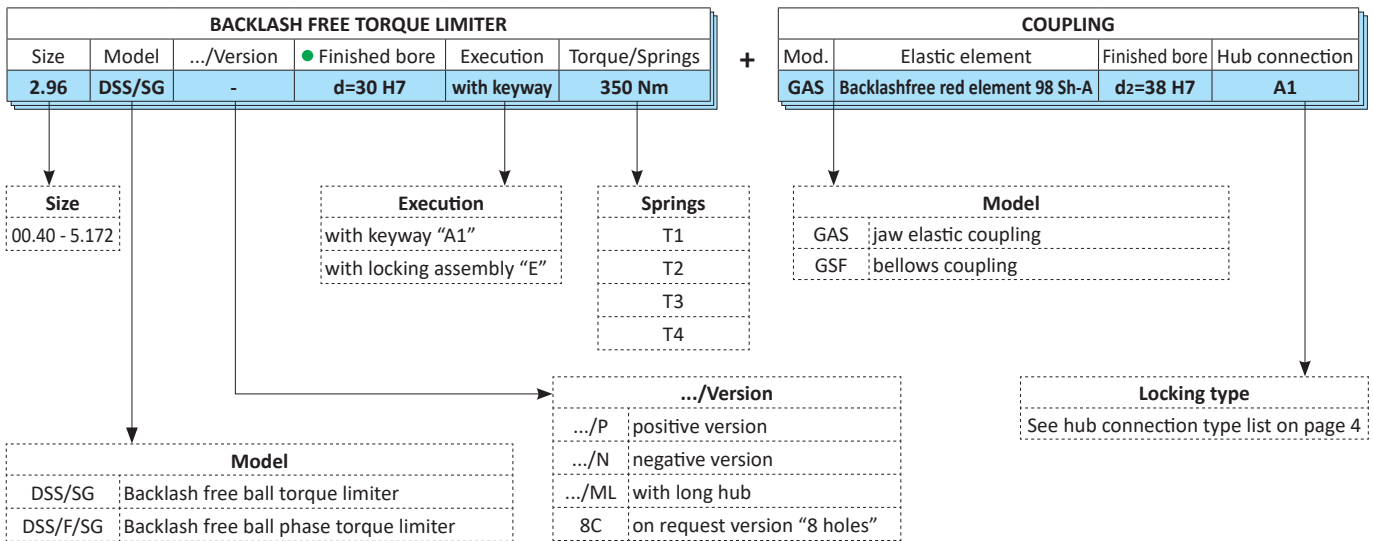 BACKLASH FREE TORQUE LIMITER
Size Model .../Version ● Finished bore Execution Torque/Springs
2.96 DSS/SG - d=30 H7 with keyway 350 Nm
+
COUPLING
Mod. Elastic element Finished bore Hub connection
GAS Backlashfree red element 98 Sh-A d2=38 H7 A1
Size
00.40 - 5.172
Execution
with keyway “A1”
with locking assembly “E”
Springs
T1
T2
T3
T4
Model
GAS jaw elastic coupling
GSF bellows coupling
.../Version
.../P positive version
.../N negative version
.../ML with long hub
8C on request version “8 holes”
Locking type
See hub connection type list on page 4
Model
DSS/SG Backlash free ball torque limiter
DSS/F/SG Backlash free ball phase torque limiter